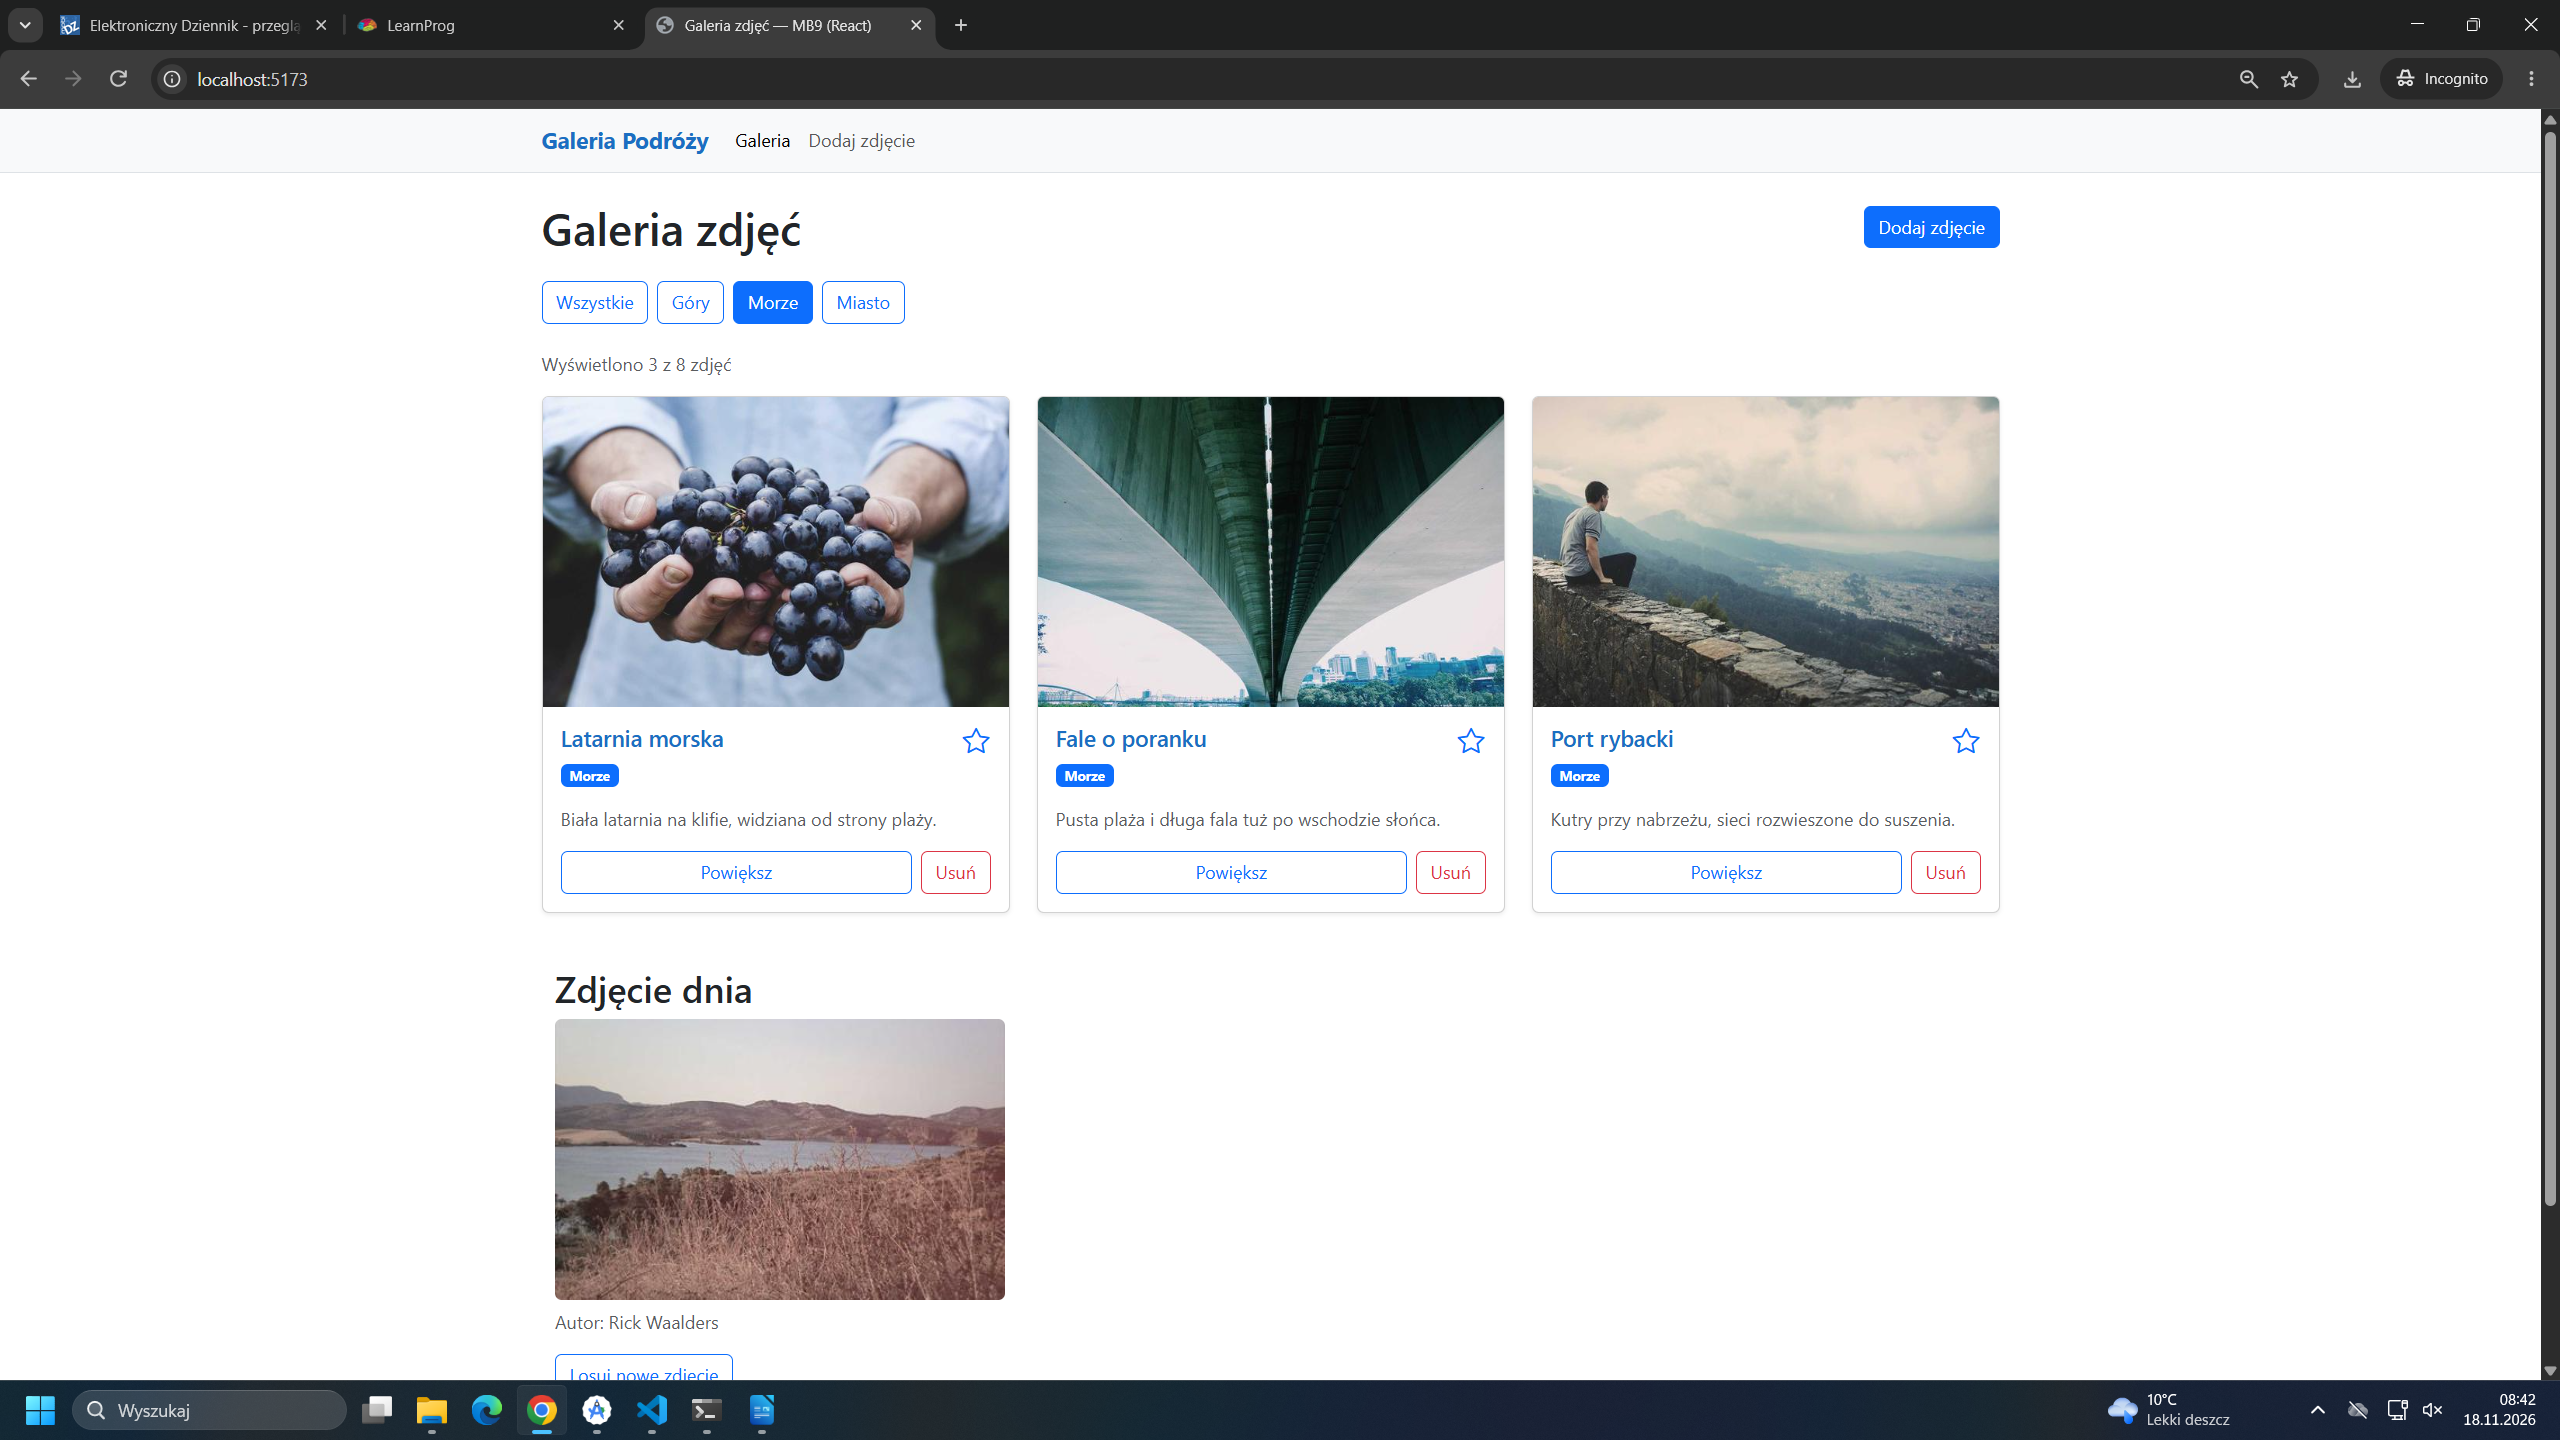 Elektroniczny Dziennik - przeglą
LearnProg
Galeria zdjęć — MB9 (React)
localhost:5173
Incognito
Galeria Podróży
Galeria
Dodaj zdjęcie
Galeria zdjęć
Dodaj zdjęcie
Wszystkie
Góry
Morze
Miasto
Wyświetlono 3 z 8 zdjęć
Latarnia morska
Morze
Biała latarnia na klifie, widziana od strony plaży.
Powiększ
Usuń
Fale o poranku
Morze
Pusta plaża i długa fala tuż po wschodzie słońca.
Powiększ
Usuń
Port rybacki
Morze
Kutry przy nabrzeżu, sieci rozwieszone do suszenia.
Powiększ
Usuń
Zdjęcie dnia
Autor: Rick Waalders
Losuj nowe zdjęcie
Wyszukaj
10°C
Lekki deszcz
08:42
18.11.2026